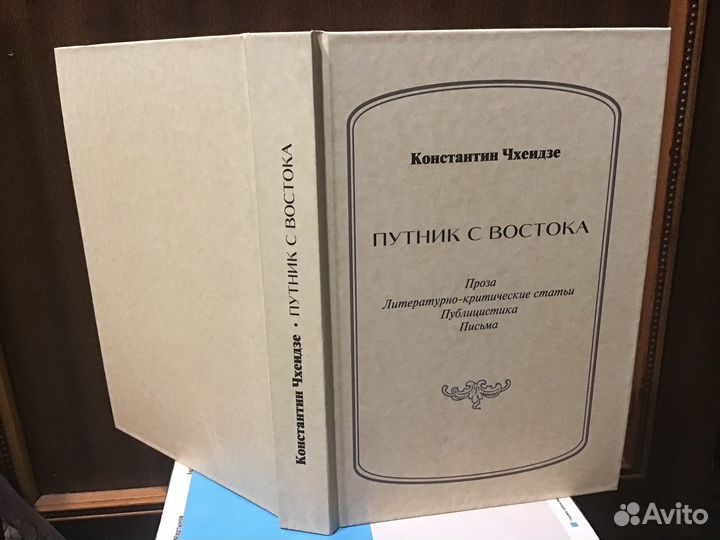 Константин Чхеидзе • ПУТНИК С ВОСТОКА
Константин Чхеидзе
ПУТНИК С ВОСТОКА
Проза
Литературно-критические статьи
Публицистика
Письма
Avito